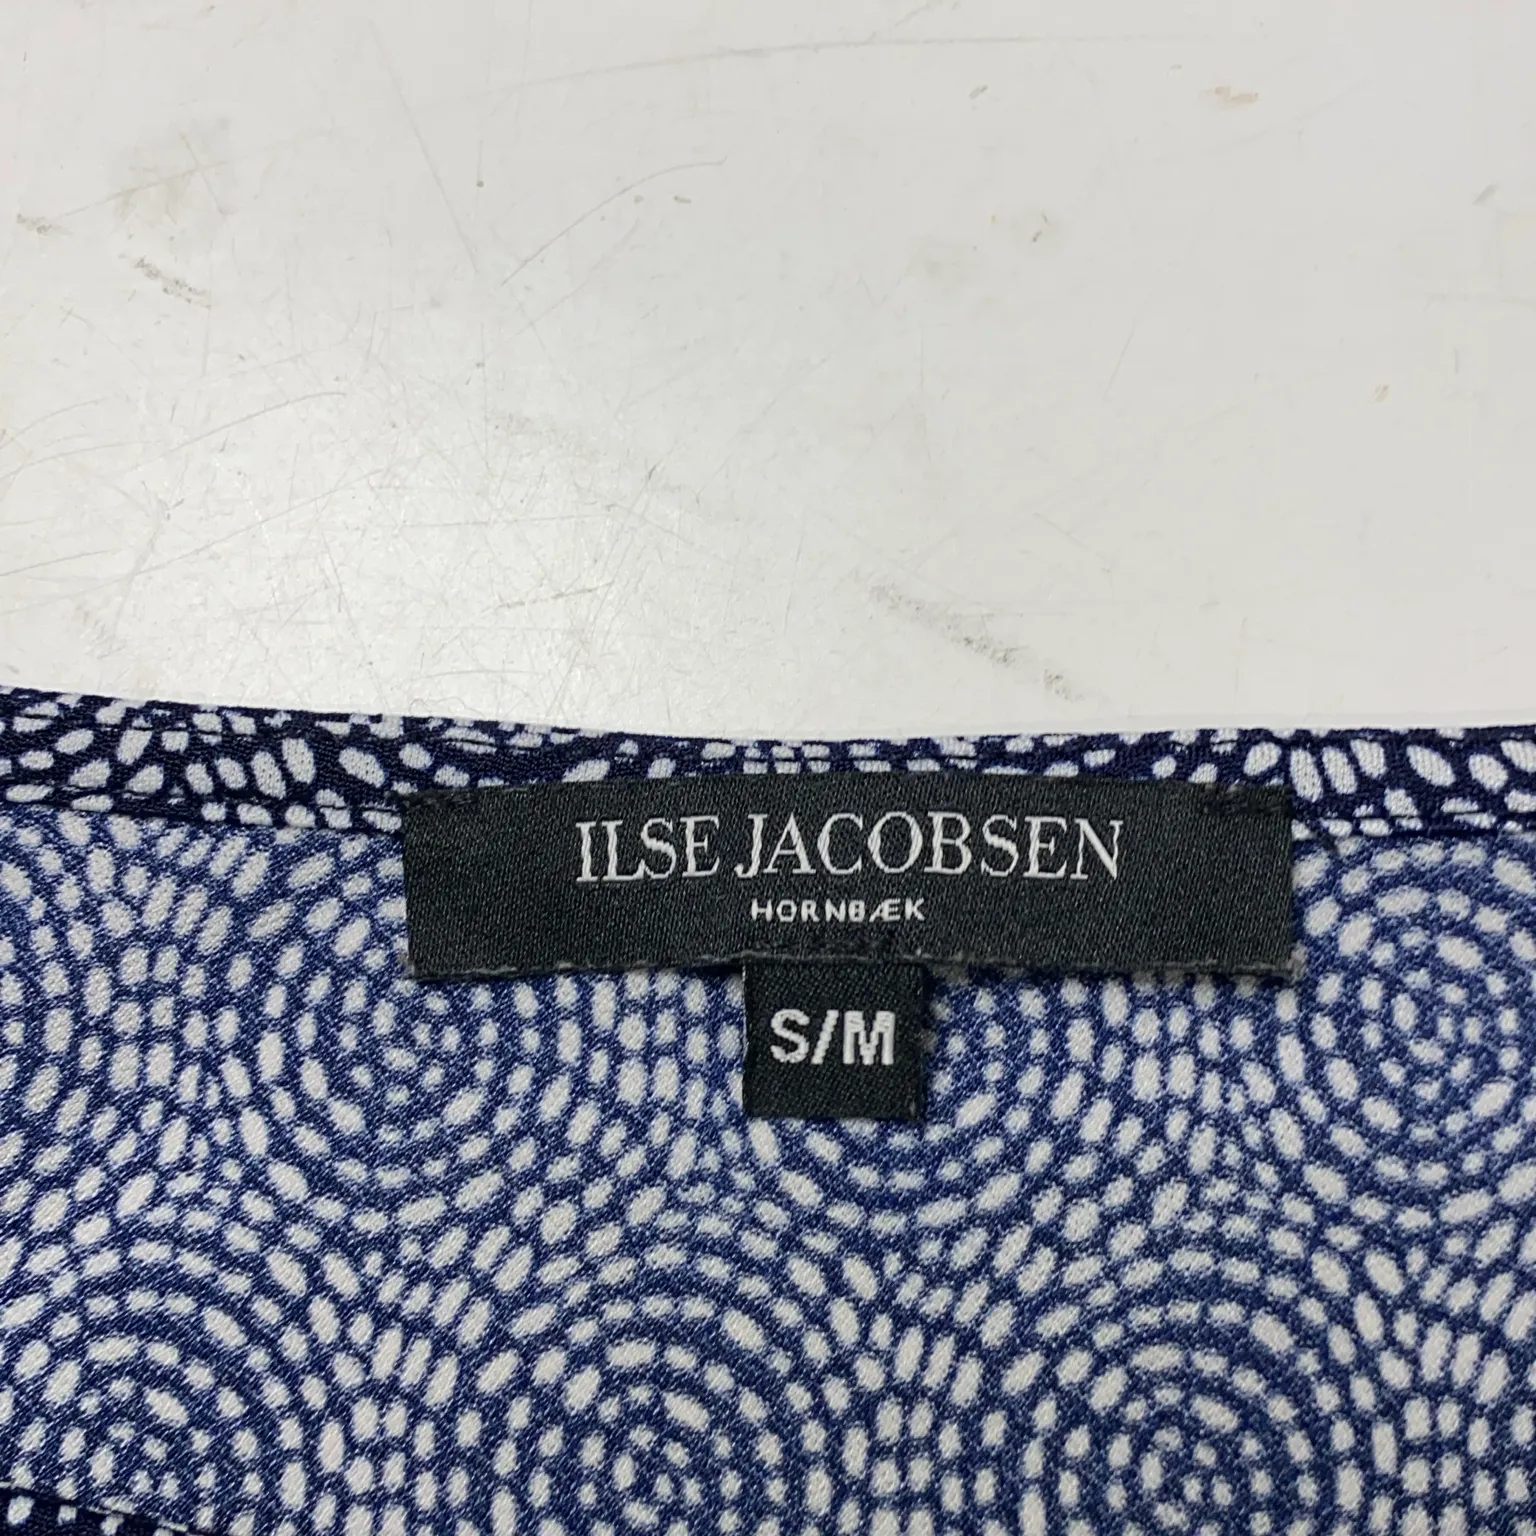 ILSE JACOBSEN
HORNBÆK
S/M